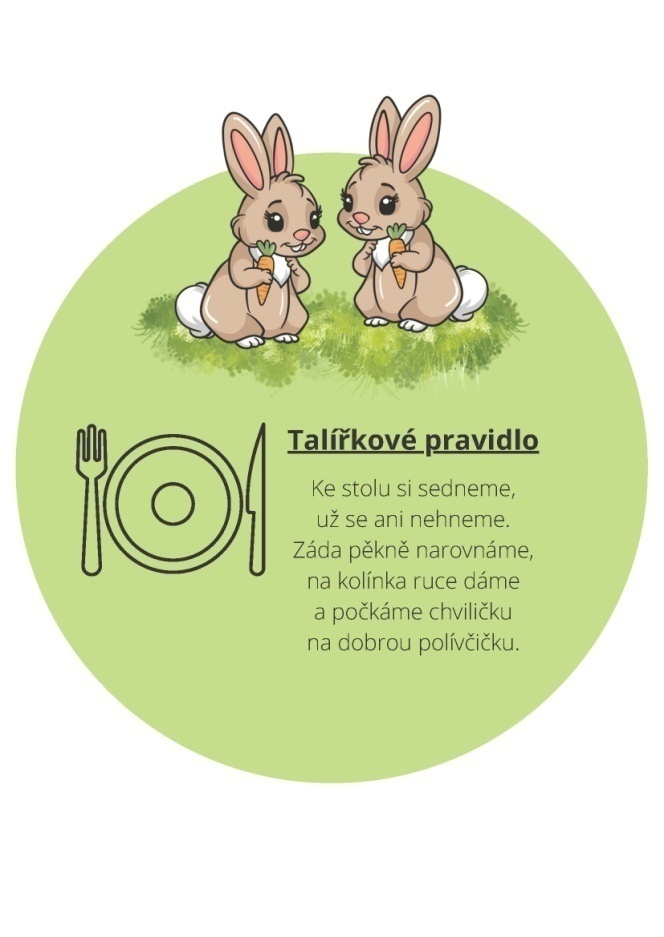 Talířkové pravidlo
Ke stolu si sedneme,
už se ani nehneme.
Záda pěkně narovnáme,
na kolínka ruce dáme
a počkáme chviličku
na dobrou polívčičku.